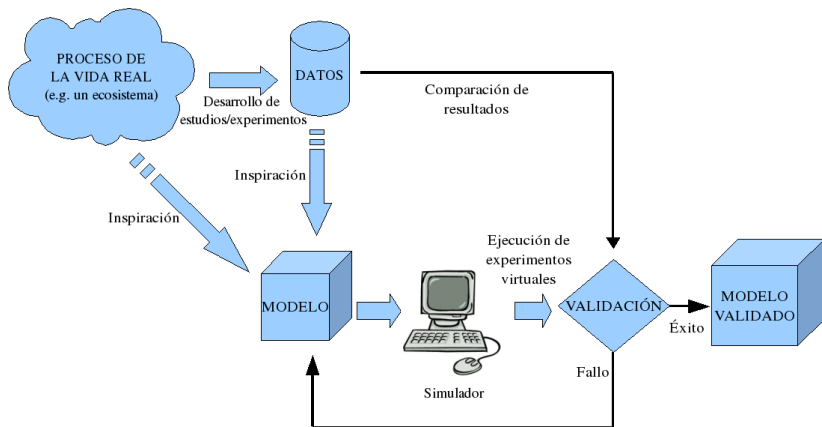 PROCESO DE
LA VIDA REAL
(e.g. un ecosistema)
DATOS
Desarrollo de
estudios/experimentos
Comparación de
resultados
Inspiración
Inspiración
Ejecución de
experimentos
virtuales
MODELO
VALIDACIÓN
MODELO
VALIDADO
Éxito
Fallo
Simulador